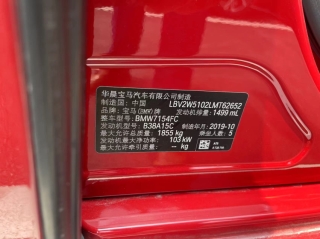 华晨宝马汽车有限公司制造
制造国：中国 LBV2W5102LMT62652
品牌：宝马(BMW)牌 发动机排量：1499 mL
整车型号：BMW7154FC
发动机型号：B38A15C 制造年月：2019-10
最大允许总质量：1855 kg 乘坐人数：5
发动机最大净功率：103 kW
— kg